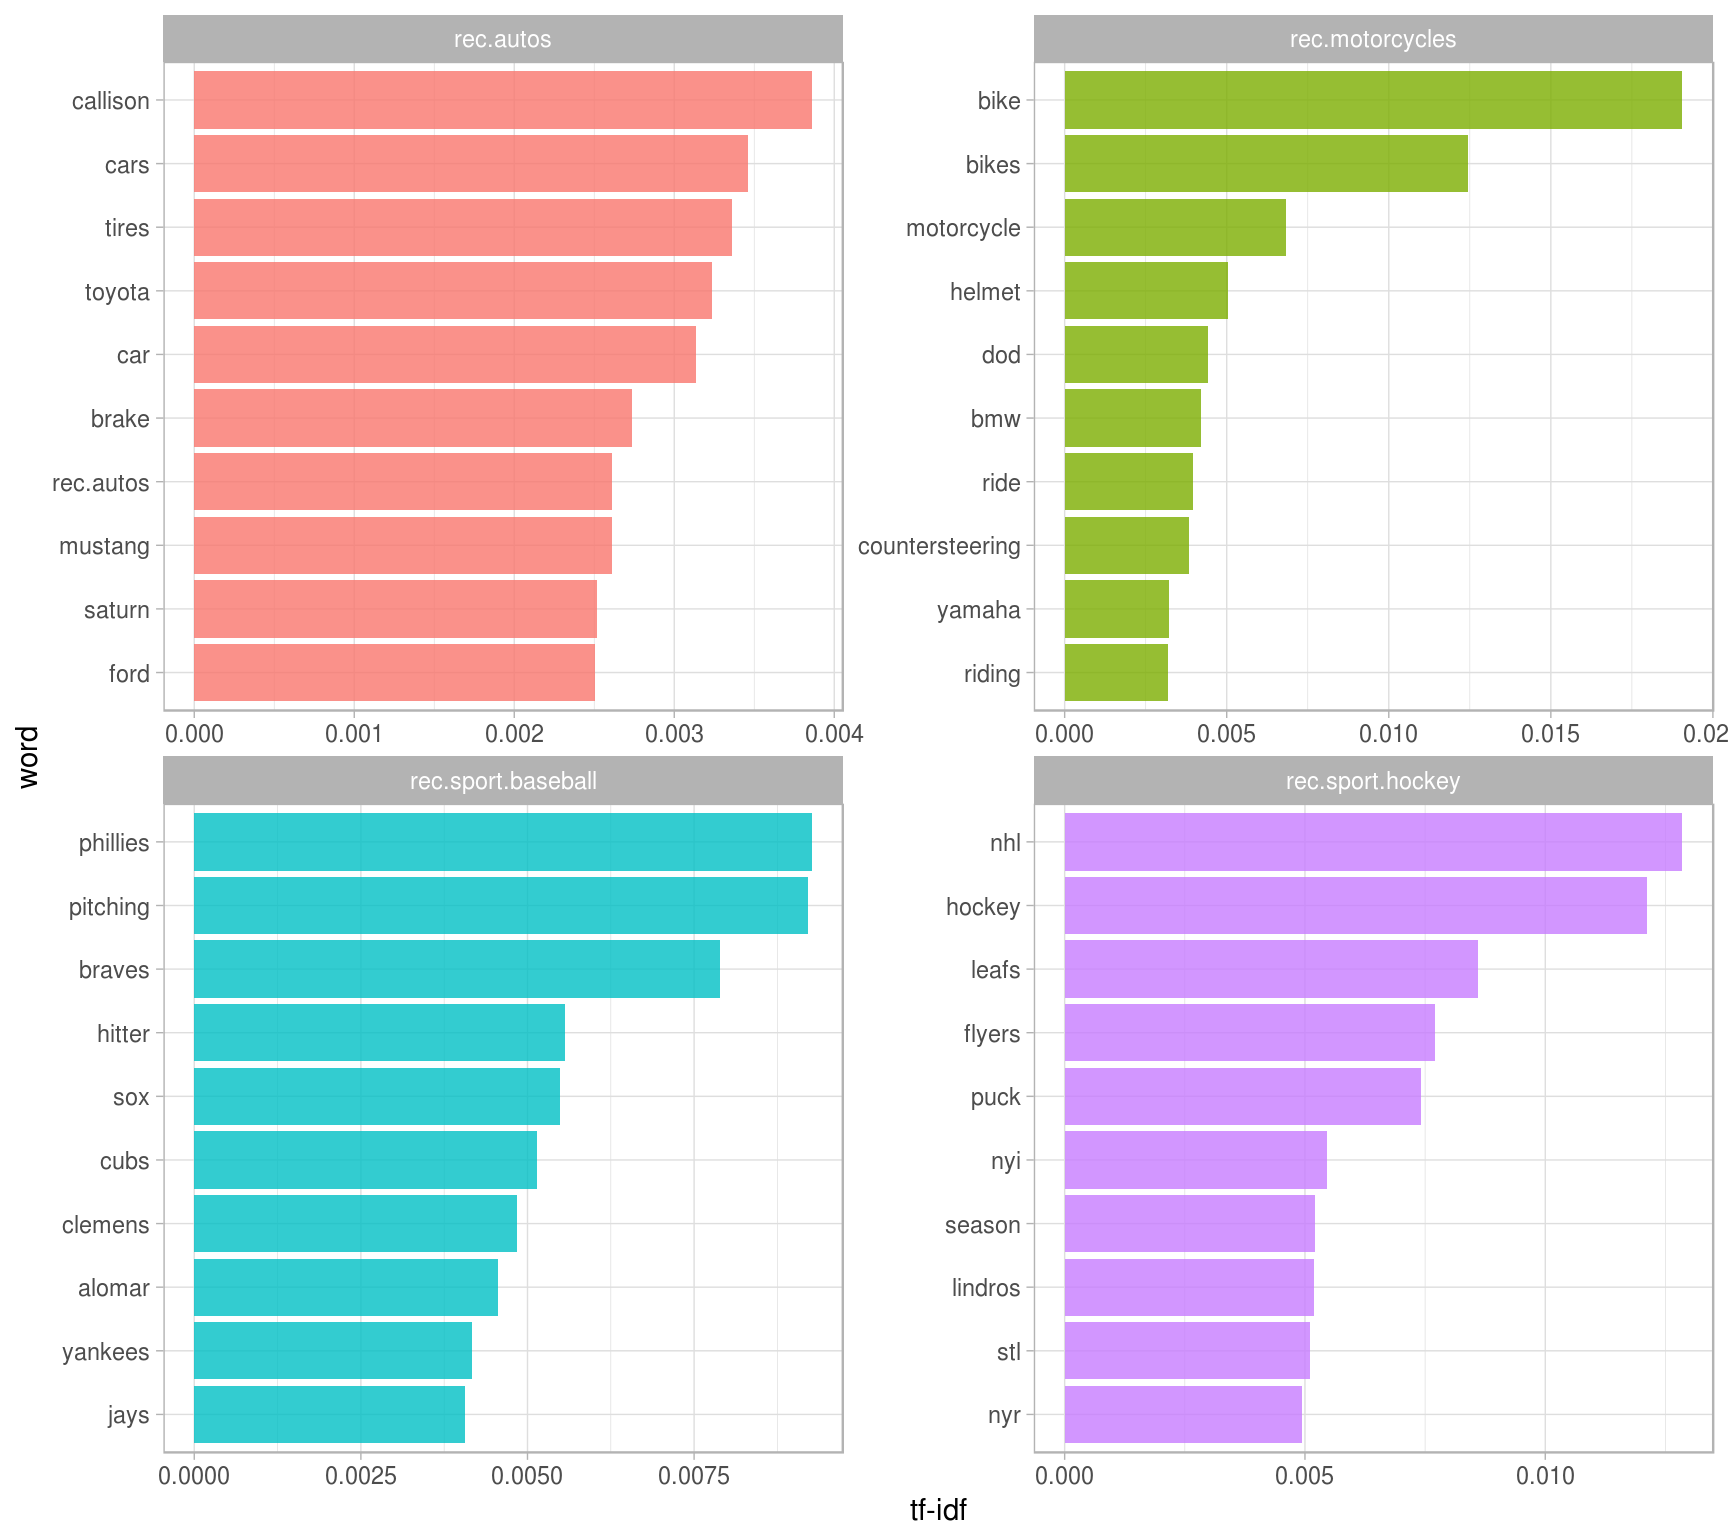 rec.autos
callison
cars
tires
toyota
car
brake
rec.autos
mustang
saturn
ford
0.000 0.001 0.002 0.003 0.004
rec.motorcycles
bike
bikes
motorcycle
helmet
dod
bmw
ride
countersteering
yamaha
riding
0.000 0.005 0.010 0.015 0.02
word
rec.sport.baseball
phillies
pitching
braves
hitter
sox
cubs
clemens
alomar
yankees
jays
0.0000 0.0025 0.0050 0.0075
rec.sport.hockey
nhl
hockey
leafs
flyers
puck
nyi
season
lindros
stl
nyr
0.000 0.005 0.010
tf-idf